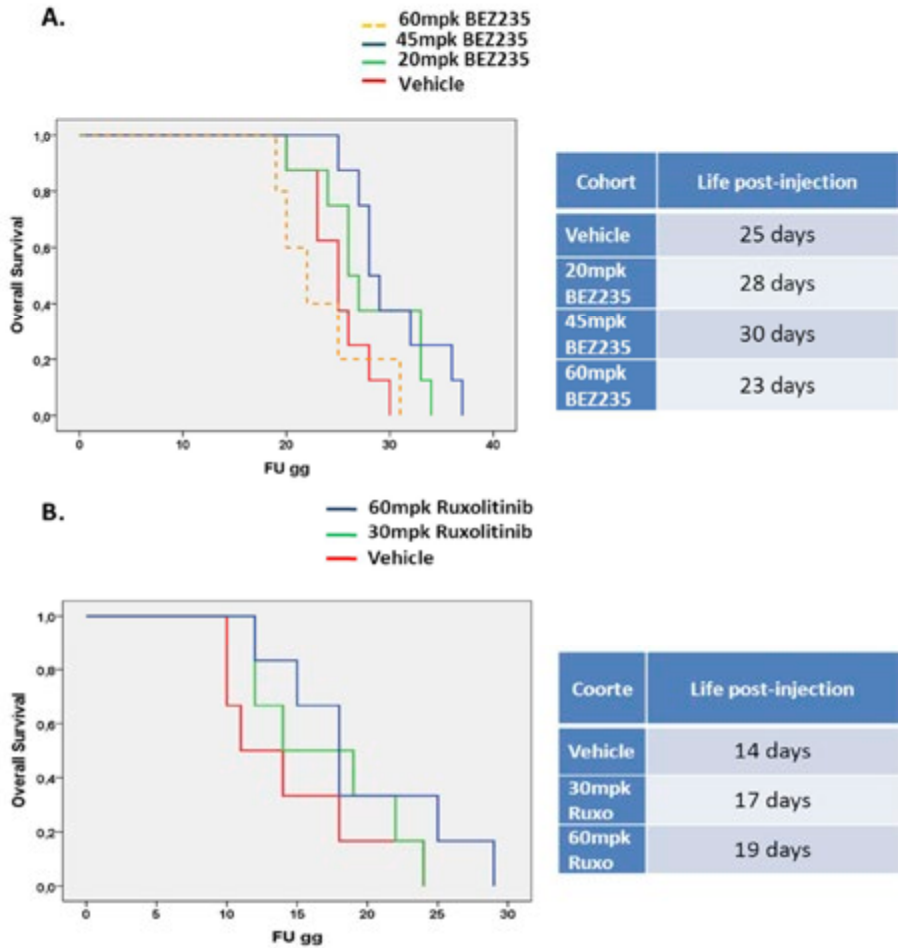 A.
60mpk BEZ235
45mpk BEZ235
20mpk BEZ235
Vehicle
1,0
0,8
0,6
0,4
0,2
0,0
Overall Survival
0 10 20 30 40
FU gg
Cohort Life post-injection
Vehicle 25 days
20mpk
BEZ235 28 days
45mpk
BEZ235 30 days
60mpk
BEZ235 23 days
B.
60mpk Ruxolitinib
30mpk Ruxolitinib
Vehicle
1,0
0,8
0,6
0,4
0,2
0,0
Overall Survival
0 5 10 15 20 25 30
FU gg
Coorte Life post-injection
Vehicle 14 days
30mpk
Ruxo 17 days
60mpk
Ruxo 19 days